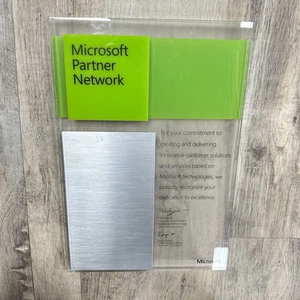 Microsoft
Partner
Network
For your commitment to
creating and delivering
innovative customer solutions
and services based on
Microsoft technologies, we
proudly recognize your
dedication to excellence.
Microsoft